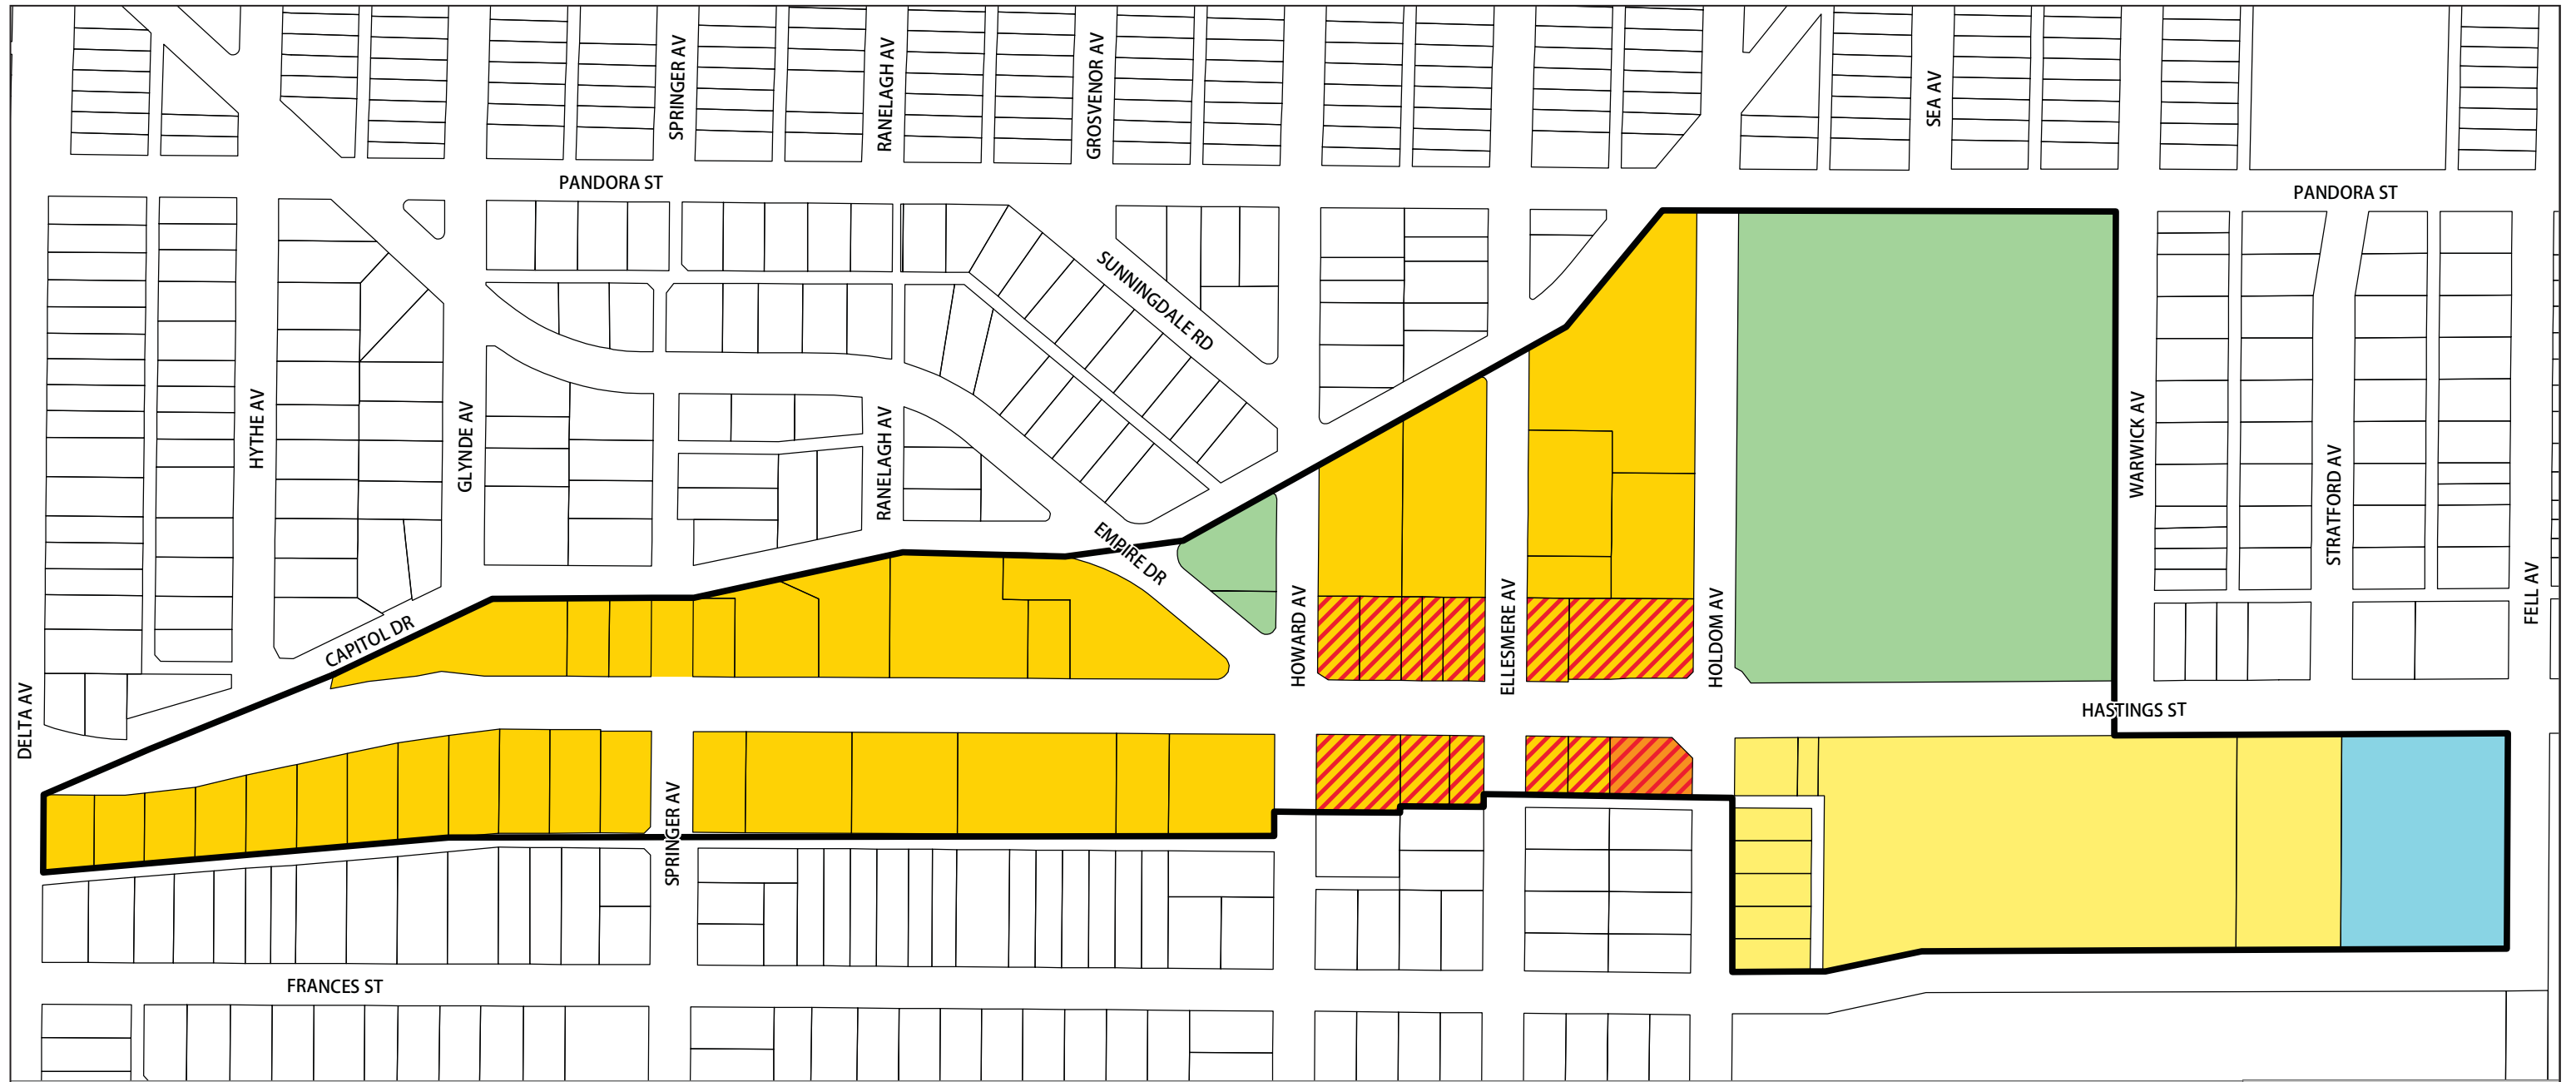 SPRINGER AV
RANELAGH AV
GROSVENOR AV
SEA AV
PANDORA ST
PANDORA ST
SUNNINGDALE RD
HYTHE AV
GLYNDE AV
RANELAGH AV
WARWICK AV
STRATFORD AV
EMPIRE DR
HOWARD AV
ELLESMERE AV
HOLDOM AV
FELL AV
CAPITOL DR
DELTA AV
HASTINGS ST
SPRINGER AV
FRANCES ST